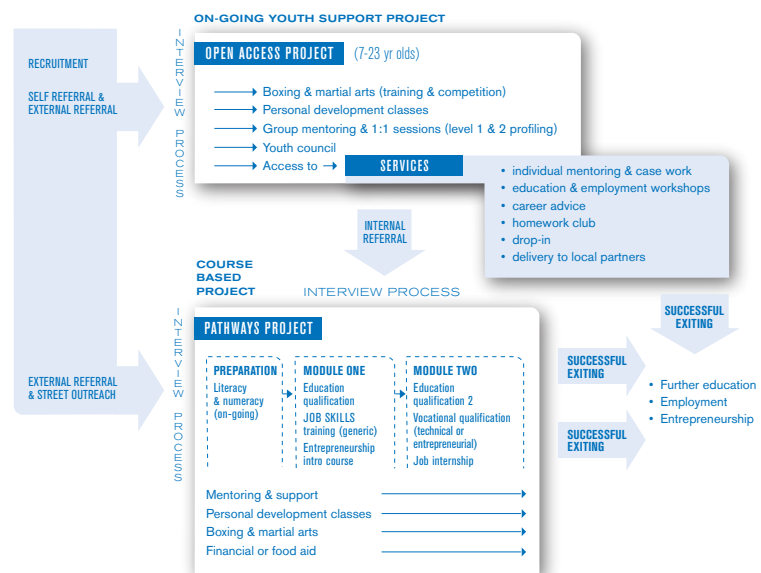 ON-GOING YOUTH SUPPORT PROJECT
RECRUITMENT
SELF REFERRAL &
EXTERNAL REFERRAL
INTERVIEW PROCESS
OPEN ACCESS PROJECT (7-23 yr olds)
Boxing & martial arts (training & competition)
Personal development classes
Group mentoring & 1:1 sessions (level 1 & 2 profiling)
Youth council
Access to
SERVICES
• individual mentoring & case work
• education & employment workshops
• career advice
• homework club
• drop-in
• delivery to local partners
INTERNAL
REFERRAL
COURSE
BASED
PROJECT
INTERVIEW PROCESS
EXTERNAL REFERRAL
& STREET OUTREACH
INTERVIEW PROCESS
PATHWAYS PROJECT
PREPARATION
Literacy
& numeracy
(on-going)
MODULE ONE
Education
qualification
JOB SKILLS
training (generic)
Entrepreneurship
intro course
MODULE TWO
Education
qualification 2
Vocational qualification
(technical or
entrepreneurial)
Job internship
Mentoring & support
Personal development classes
Boxing & martial arts
Financial or food aid
SUCCESSFUL
EXITING
SUCCESSFUL
EXITING
SUCCESSFUL
EXITING
• Further education
• Employment
• Entrepreneurship